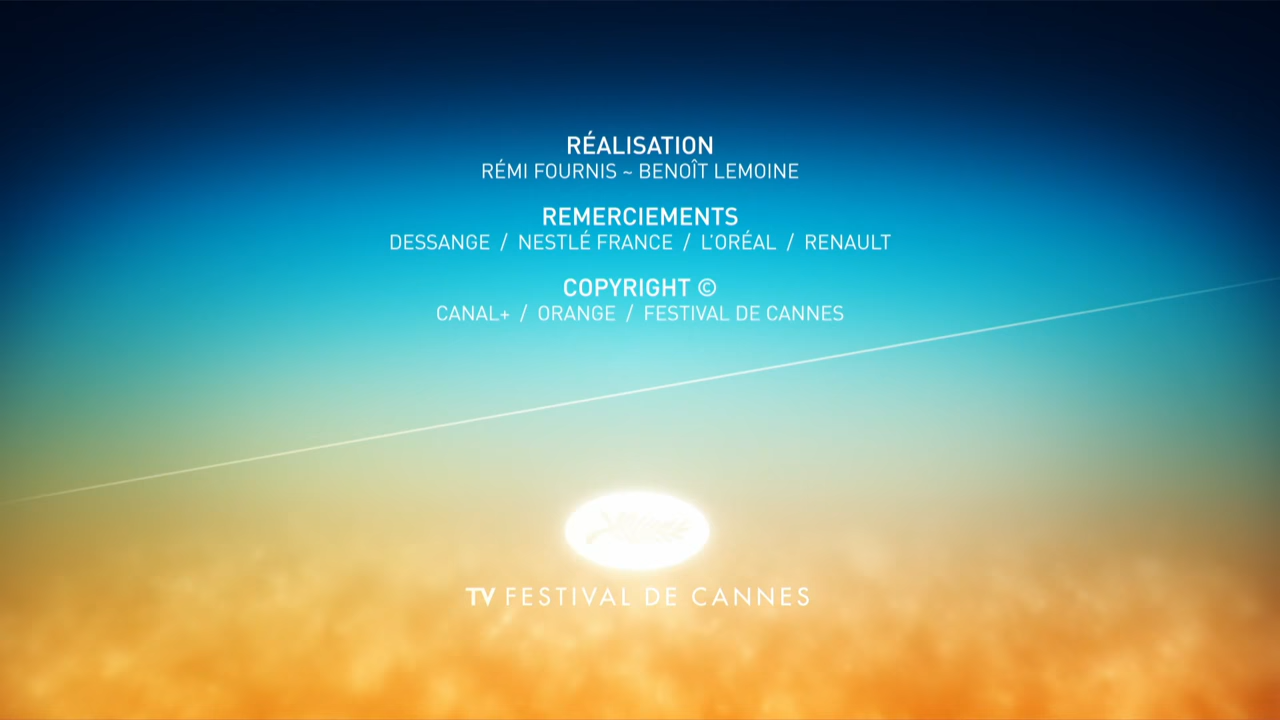 RÉALISATION
RÉMI FOURNIS ~ BENOÎT LEMOINE
REMERCIEMENTS
DESSANGE / NESTLÉ FRANCE / L'ORÉAL / RENAULT
COPYRIGHT ©
CANAL+ / ORANGE / FESTIVAL DE CANNES
TV FESTIVAL DE CANNES